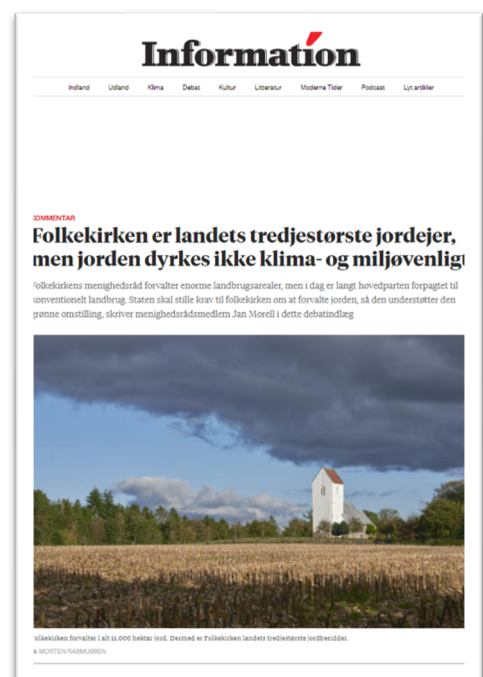 Information
Indland Udland Klima Debat Kultur Litteratur Moderne Tider Podcast Lyt artikler
KOMMENTAR
Folkekirken er landets tredjestørste jordejer,
men jorden dyrkes ikke klima- og miljøvenligt
Folkekirkens menighedsråd forvalter enorme landbrugsarealer, men i dag er langt hovedparten forpagtet til
konventionelt landbrug. Staten skal stille krav til folkekirken om at forvalte jorden, så den understøtter den
grønne omstilling, skriver menighedsrådsmedlem Jan Morell i dette debatindlæg
Folkekirken forvalter i alt 11.000 hektar jord. Dermed er Folkekirken landets tredjestørste jordbesidder.
MORTEN RASMUSSEN